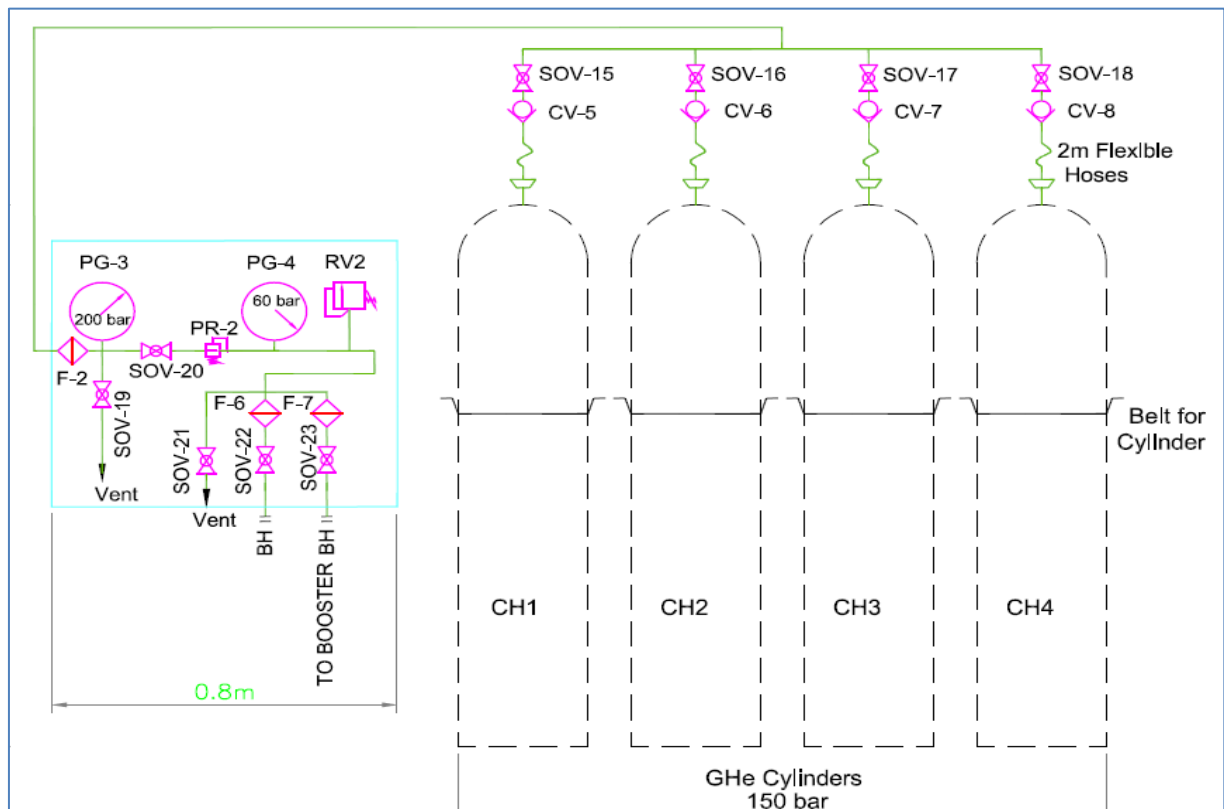 SOV-15
SOV-16
SOV-17
SOV-18
CV-5
CV-6
CV-7
CV-8
2m Flexible
Hoses
PG-3
PG-4
RV2
200 bar
60 bar
PR-2
F-2
SOV-20
SOV-19
F-6
F-7
SOV-21
SOV-22
SOV-23
Vent
Vent
BH
TO BOOSTER BH
Belt for
Cylinder
CH1
CH2
CH3
CH4
0.8m
GHe Cylinders
150 bar